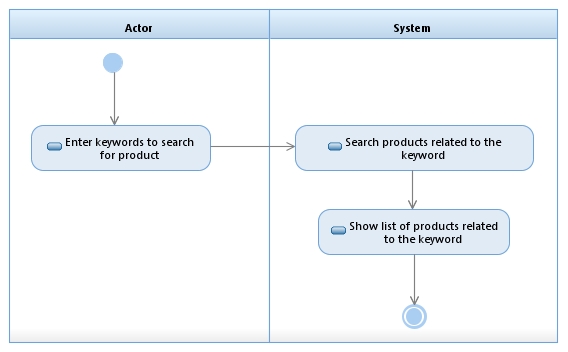 Actor
System
Enter keywords to search
for product
Search products related to the
keyword
Show list of products related
to the keyword